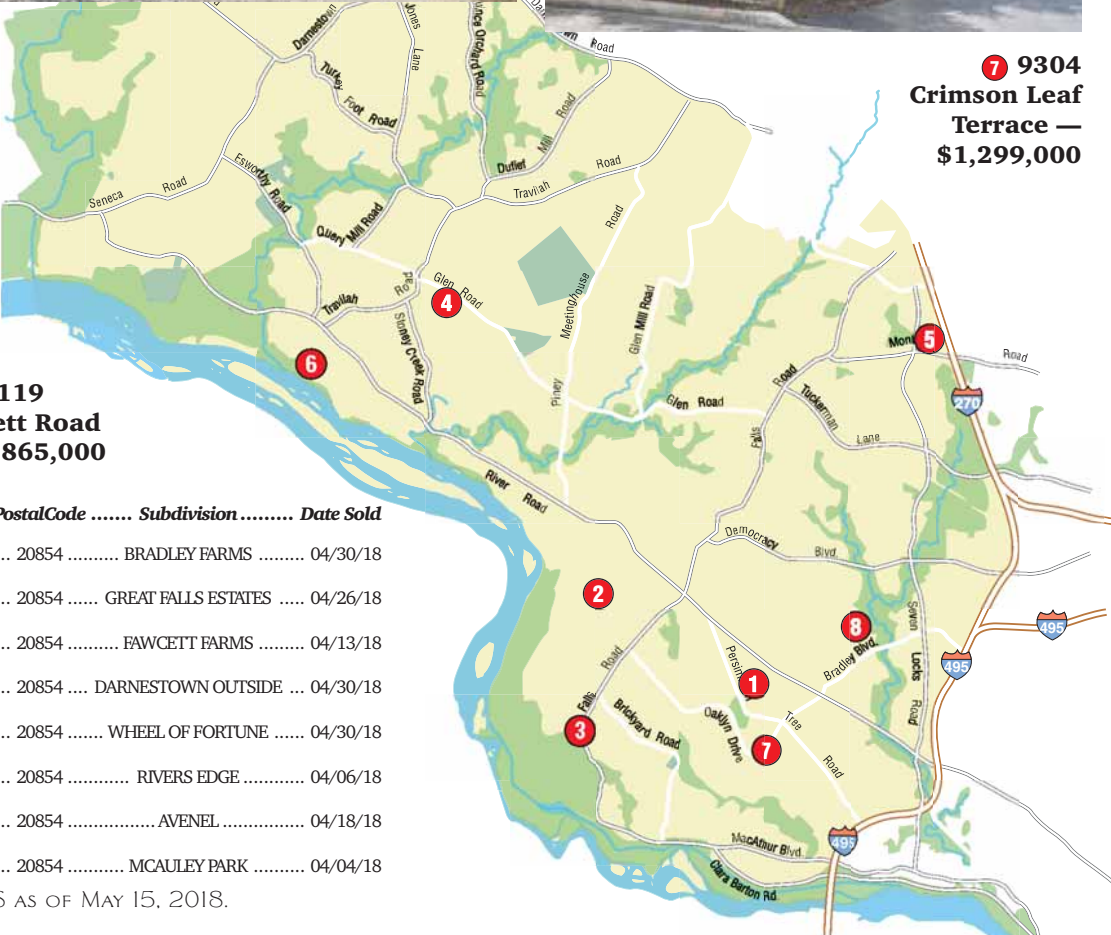 Road
Darnestown
Jones
Lane
Road
Turkey
Foot Road
Dufief Mill Road
Travilah Road
Seneca Road
Esworthy Road
Query Mill Road
Glen Road
4
Travilah Road
Stoney Creek Road
6
Piney Meetinghouse Road
Glen Mill Road
Glen Road
River Road
7 9304
Crimson Leaf
Terrace —
$1,299,000
5
Road
270
Falls Road
Tuckerman
Lane
Democracy Blvd.
119
ett Road
865,000
PostalCode ....... Subdivision ......... Date Sold
.. 20854 .......... BRADLEY FARMS ......... 04/30/18
.. 20854 ...... GREAT FALLS ESTATES ..... 04/26/18
.. 20854 .......... FAWCETT FARMS ......... 04/13/18
.. 20854 .... DARNESTOWN OUTSIDE ... 04/30/18
.. 20854 ....... WHEEL OF FORTUNE ...... 04/30/18
.. 20854 ............ RIVERS EDGE ............ 04/06/18
.. 20854 .................. AVENEL ................. 04/18/18
.. 20854 ............ MCAULEY PARK .......... 04/04/18
S as of May 15, 2018.
2
8
Bradley Blvd.
Seven Locks Road
495
495
1
Tree Road
Oaklyn Drive
7
Falls Road
3
Brickyard Road
MacArthur Blvd.
495
Clara Barton Rd.